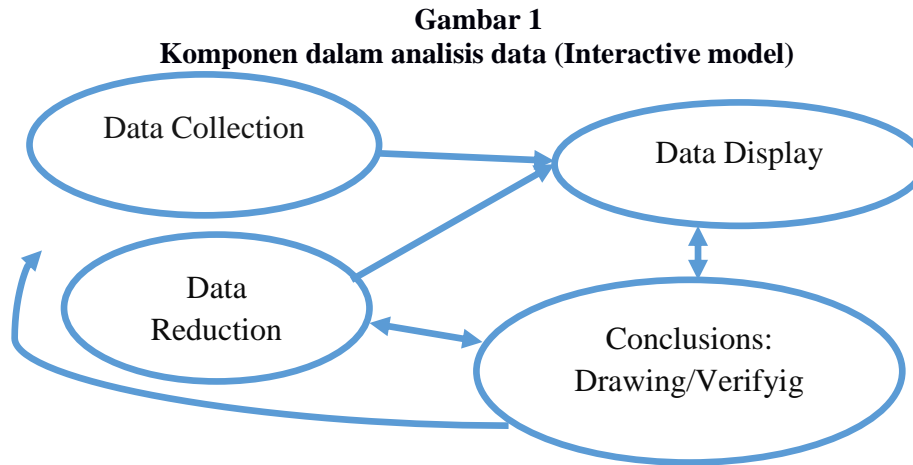 Gambar 1
Komponen dalam analisis data (Interactive model)
Data Collection
Data Display
Data
Reduction
Conclusions:
Drawing/Verifyig